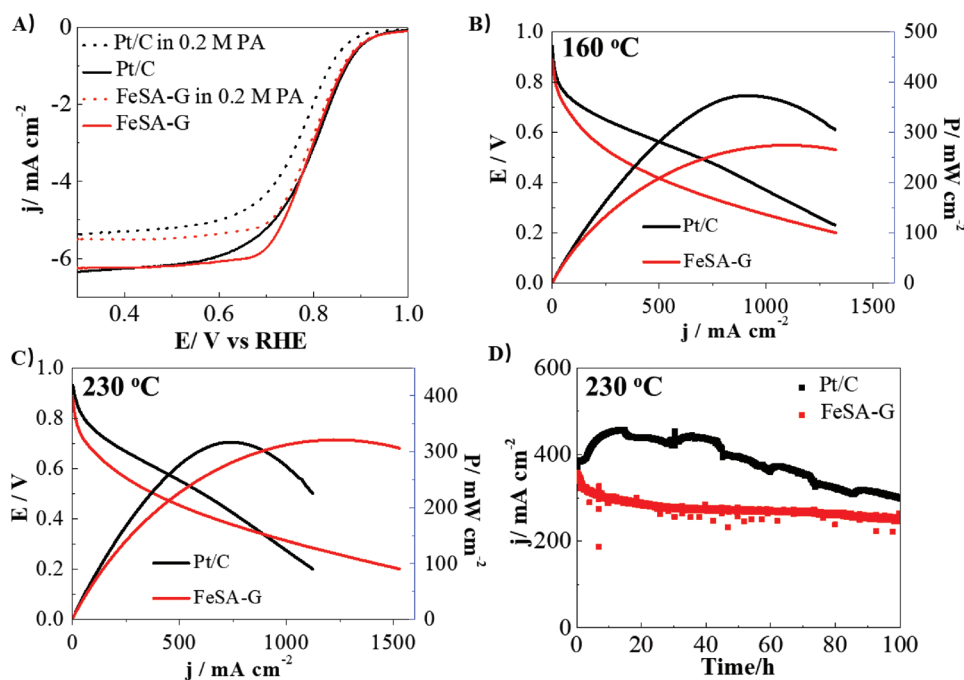 A)
0
-2
-4
-6
j/ mA cm-2
0.4
0.6
0.8
1.0
E/ V vs RHE
Pt/C in 0.2 M PA
Pt/C
FeSA-G in 0.2 M PA
FeSA-G
B)
160 oC
1.0
0.8
0.6
0.4
0.2
0.0
E / V
500
400
300
200
100
0
P/ mW cm-2
0
500
1000
1500
j / mA cm-2
Pt/C
FeSA-G
C)
230 oC
1.0
0.8
0.6
0.4
0.2
0.0
E / V
400
300
200
100
0
P/ mW cm-2
0
500
1000
1500
j / mA cm-2
Pt/C
FeSA-G
D)
230 oC
600
400
200
0
j/ mA cm-2
0
20
40
60
80
100
Time/h
Pt/C
FeSA-G